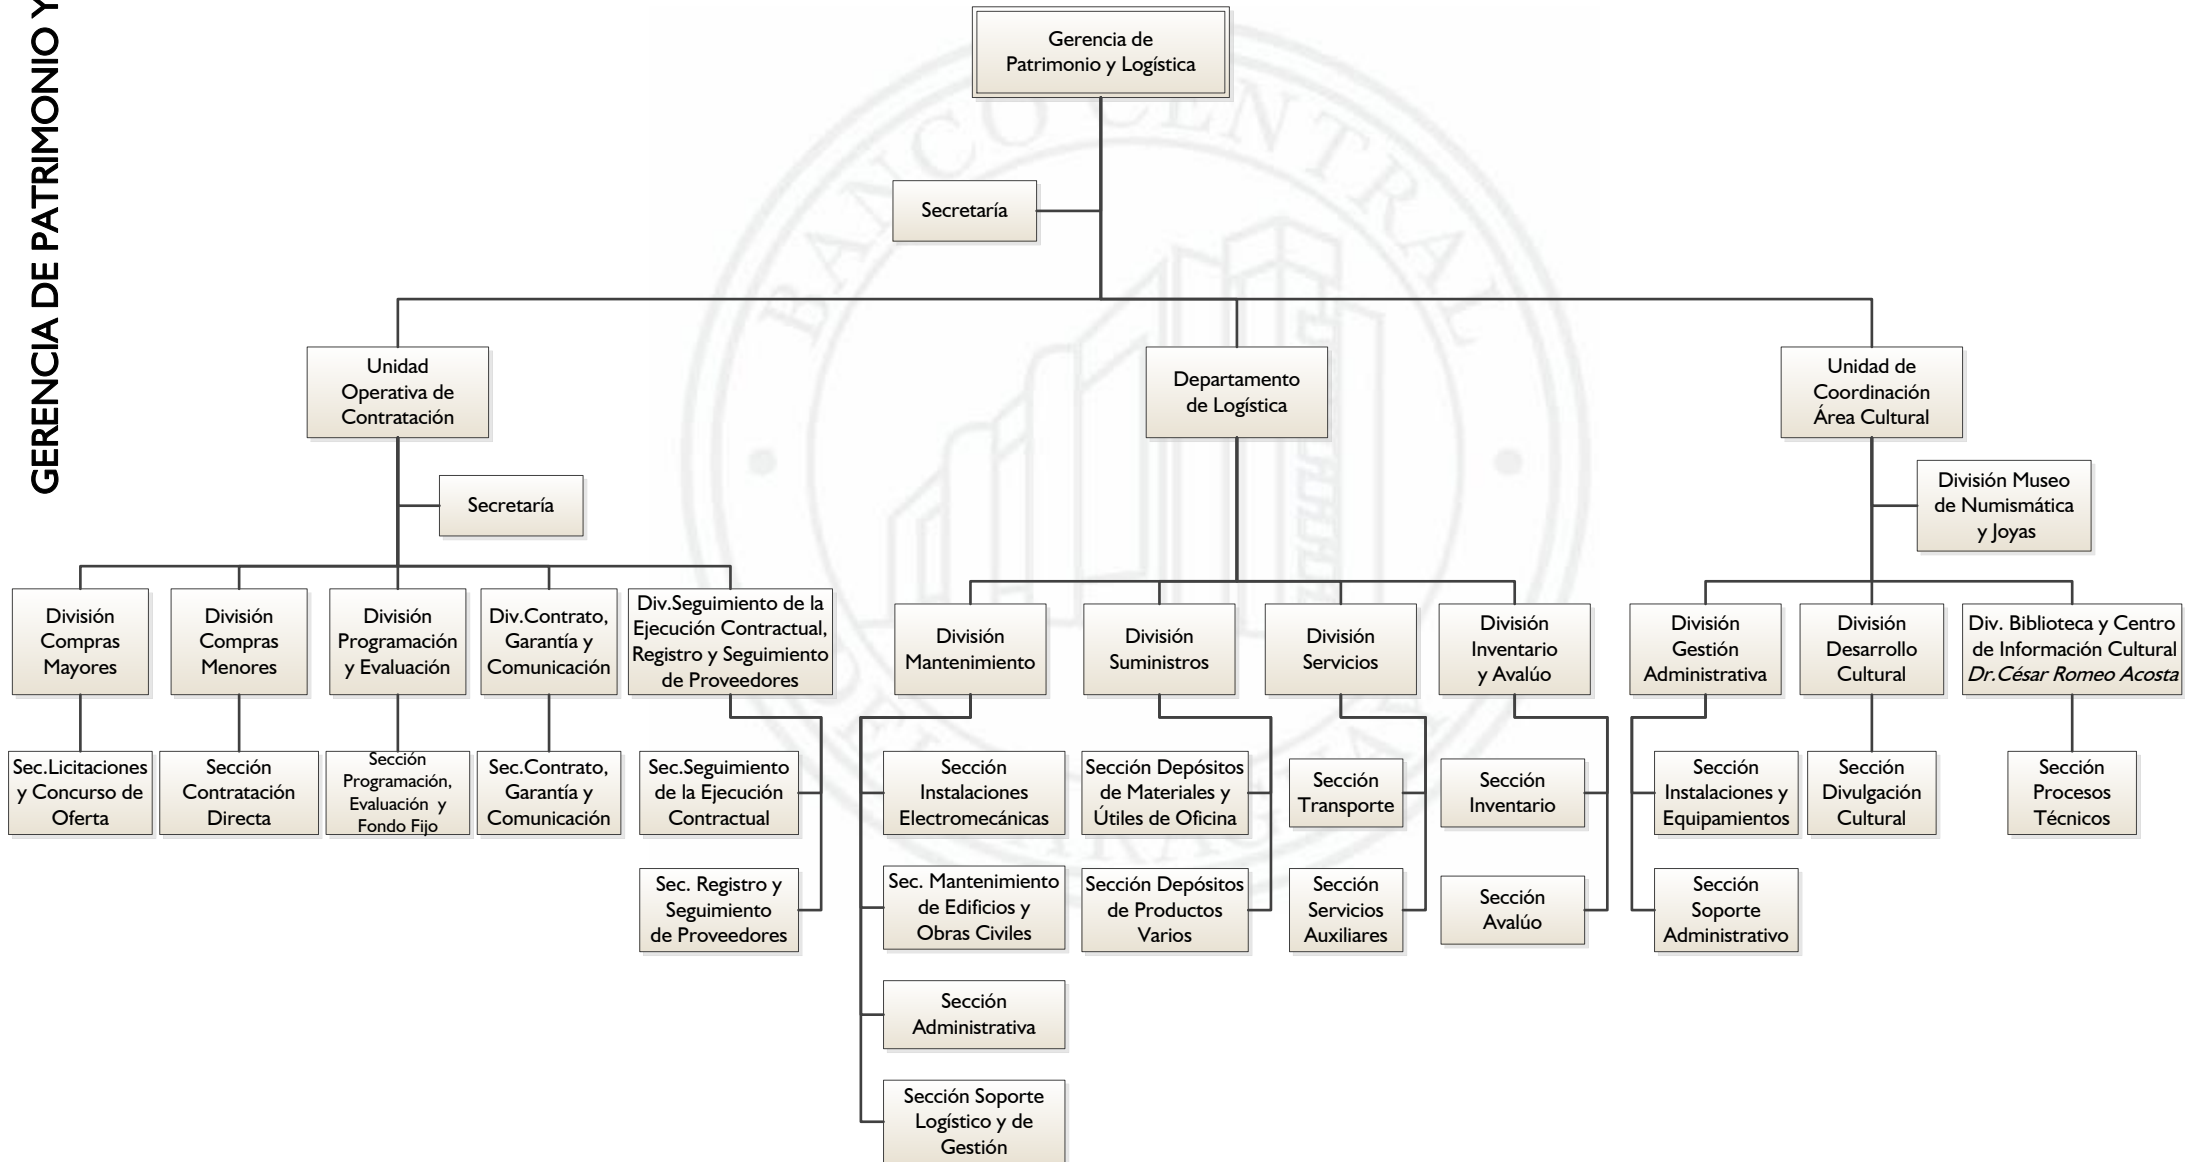 GERENCIA DE PATRIMONIO Y
Gerencia de
Patrimonio y Logística
Secretaría
Unidad
Operativa de
Contratación
Departamento
de Logística
Unidad de
Coordinación
Área Cultural
Secretaría
División Museo
de Numismática
y Joyas
División
Compras
Mayores
División
Compras
Menores
División
Programación
y Evaluación
Div.Contrato,
Garantía y
Comunicación
Div.Seguimiento de la
Ejecución Contractual,
Registro y Seguimiento
de Proveedores
División
Mantenimiento
División
Suministros
División
Servicios
División
Inventario
y Avalúo
División
Gestión
Administrativa
División
Desarrollo
Cultural
Div. Biblioteca y Centro
de Información Cultural
Dr.César Romeo Acosta
Sec.Licitaciones
y Concurso de
Oferta
Sección
Contratación
Directa
Sección
Programación,
Evaluación y
Fondo Fijo
Sec.Contrato,
Garantía y
Comunicación
Sec.Seguimiento
de la Ejecución
Contractual
Sección
Instalaciones
Electromecánicas
Sección Depósitos
de Materiales y
Útiles de Oficina
Sección
Transporte
Sección
Inventario
Sección
Instalaciones y
Equipamientos
Sección
Divulgación
Cultural
Sección
Procesos
Técnicos
Sec. Registro y
Seguimiento
de Proveedores
Sec. Mantenimiento
de Edificios y
Obras Civiles
Sección Depósitos
de Productos
Varios
Sección
Servicios
Auxiliares
Sección
Avalúo
Sección
Soporte
Administrativo
Sección
Administrativa
Sección Soporte
Logístico y de
Gestión
BANCO CENTRAL